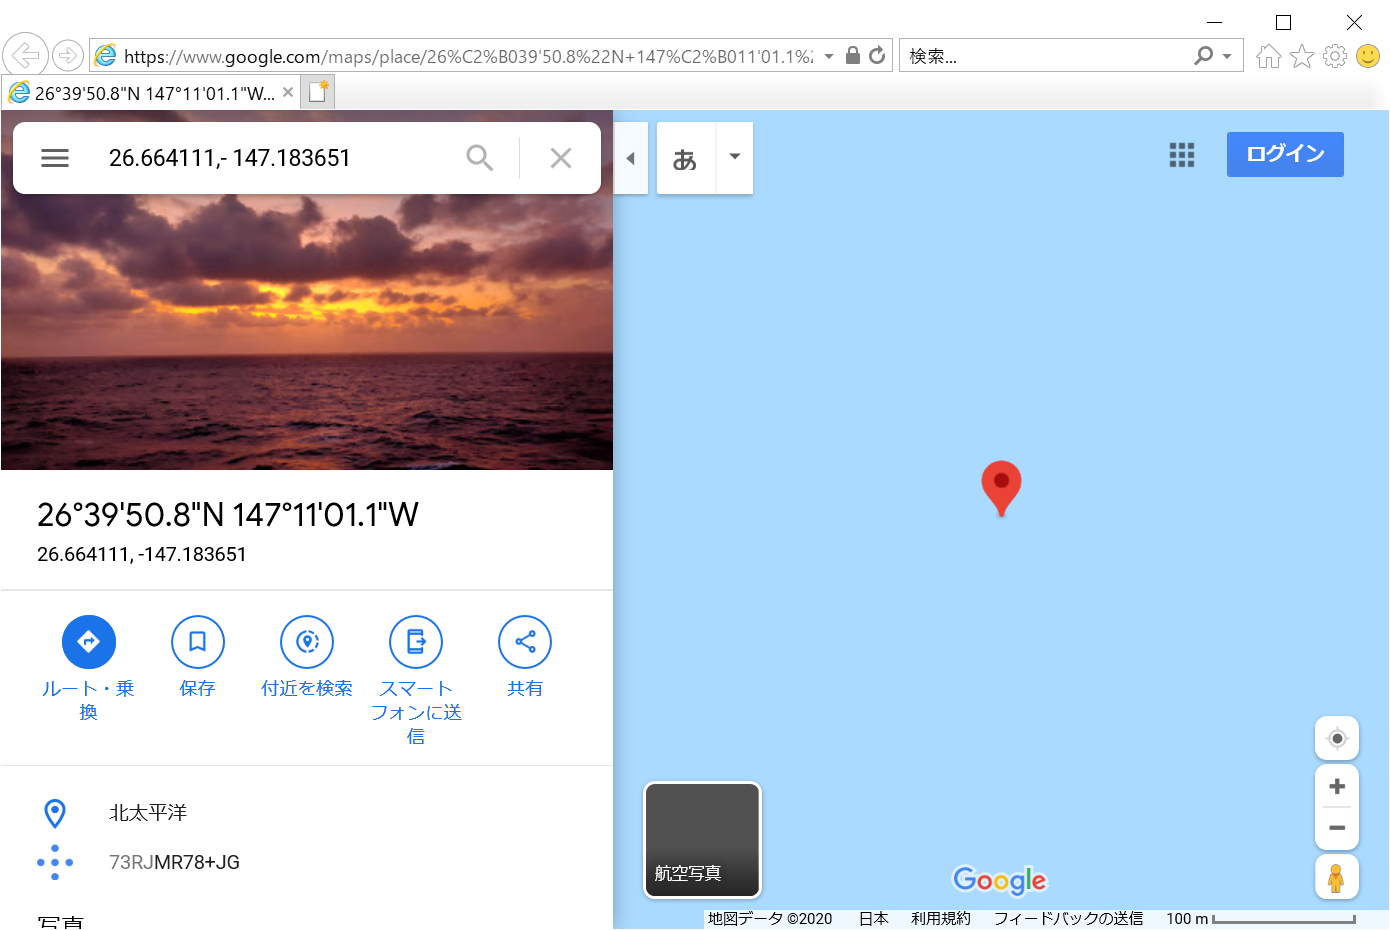 https://www.google.com/maps/place/26%C2%B039'50.8%22N+147%C2%B011'01.1%2
検索...
26°39'50.8"N 147°11'01.1"W...
26.664111,- 147.183651
あ
ログイン
26°39'50.8"N 147°11'01.1"W
26.664111, -147.183651
ルート・乗
換
保存
付近を検索
スマート
フォンに送
信
共有
北太平洋
73RJMR78+JG
写真
航空写真
Google
地図データ ©2020 日本 利用規約 フィードバックの送信 100 m